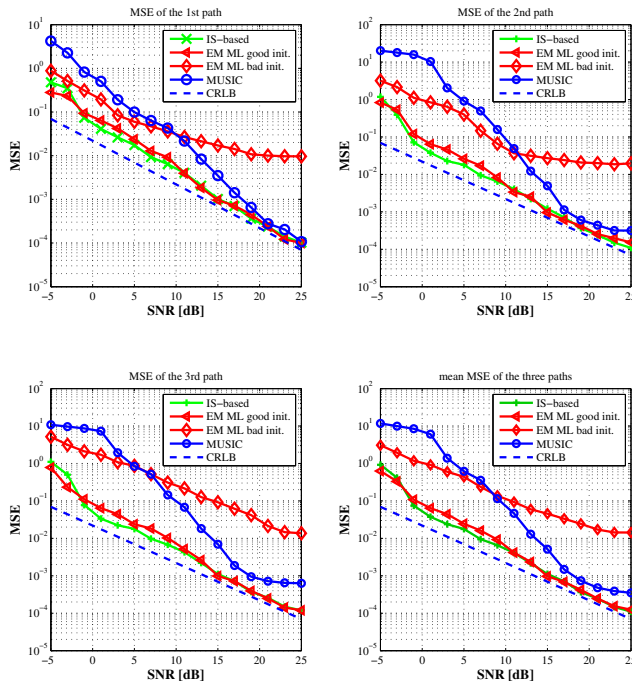 MSE of the 1st path
10^1
10^0
10^-1
10^-2
10^-3
10^-4
10^-5
MSE
−5 0 5 10 15 20 25
SNR [dB]
IS−based
EM ML good init.
EM ML bad init.
MUSIC
CRLB
MSE of the 2nd path
10^2
10^1
10^0
10^-1
10^-2
10^-3
10^-4
10^-5
MSE
−5 0 5 10 15 20 25
SNR [dB]
IS−based
EM ML good init.
EM ML bad init.
MUSIC
CRLB
MSE of the 3rd path
10^2
10^1
10^0
10^-1
10^-2
10^-3
10^-4
10^-5
MSE
−5 0 5 10 15 20 25
SNR [dB]
IS−based
EM ML good init.
EM ML bad init.
MUSIC
CRLB
mean MSE of the three paths
10^2
10^1
10^0
10^-1
10^-2
10^-3
10^-4
10^-5
MSE
−5 0 5 10 15 20 25
SNR [dB]
IS−based
EM ML good init.
EM ML bad init.
MUSIC
CRLB